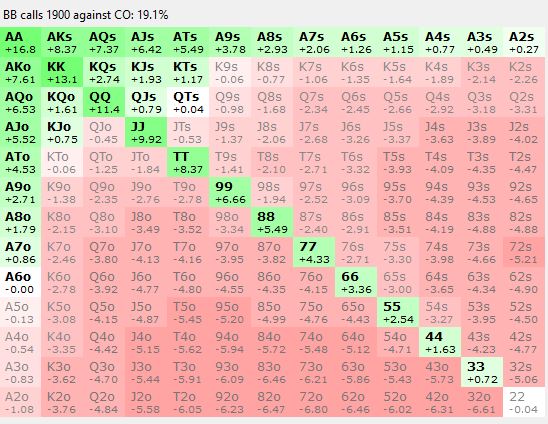 BB calls 1900 against CO: 19.1%
AA AKs AQs AJs ATs A9s A8s A7s A6s A5s A4s A3s A2s
+16.8 +8.37 +7.37 +6.42 +5.49 +3.78 +2.93 +2.06 +1.26 +1.15 +0.77 +0.49 +0.27
AKo KK KQs KJs KTs K9s K8s K7s K6s K5s K4s K3s K2s
+7.61 +13.1 +2.74 +1.93 +1.17 -0.06 -0.77 -1.06 -1.35 -1.64 -1.89 -2.14 -2.26
AQo KQo QQ QJs QTs Q9s Q8s Q7s Q6s Q5s Q4s Q3s Q2s
+6.53 +1.61 +11.4 +0.79 +0.04 -0.98 -1.68 -2.34 -2.45 -2.66 -2.92 -3.18 -3.31
AJo KJo QJo JJ JTs J9s J8s J7s J6s J5s J4s J3s J2s
+5.52 +0.75 -0.45 +9.92 -0.53 -1.37 -2.06 -2.68 -3.26 -3.37 -3.63 -3.89 -4.02
ATo KTo QTo JTo TT T9s T8s T7s T6s T5s T4s T3s T2s
+4.53 -0.06 -1.25 -1.84 +8.37 -1.41 -2.10 -2.71 -3.32 -3.93 -4.09 -4.35 -4.47
A9o K9o Q9o J9o T9o 99 98s 97s 96s 95s 94s 93s 92s
+2.71 -1.38 -2.35 -2.76 -2.78 +6.66 -1.94 -2.52 -3.09 -3.70 -4.39 -4.53 -4.65
A8o K8o Q8o J8o T8o 98o 88 87s 86s 85s 84s 83s 82s
+1.79 -2.15 -3.10 -3.49 -3.52 -3.34 +5.49 -2.40 -2.91 -3.51 -4.19 -4.88 -4.88
A7o K7o Q7o J7o T7o 97o 87o 77 76s 75s 74s 73s 72s
+0.86 -2.46 -3.80 -4.13 -4.16 -3.95 -3.82 +4.33 -2.71 -3.30 -3.98 -4.66 -5.21
A6o K6o Q6o J6o T6o 96o 86o 76o 66 65s 64s 63s 62s
-0.00 -2.78 -3.92 -4.77 -4.80 -4.55 -4.35 -4.15 +3.36 -3.00 -3.65 -4.34 -4.90
A5o K5o Q5o J5o T5o 95o 85o 75o 65o 55 54s 53s 52s
-0.13 -3.08 -4.15 -4.87 -5.45 -5.20 -4.99 -4.76 -4.43 +2.54 -3.27 -3.95 -4.50
A4o K4o Q4o J4o T4o 94o 84o 74o 64o 54o 44 43s 42s
-0.54 -3.35 -4.42 -5.15 -5.62 -5.94 -5.72 -5.48 -5.12 -4.71 +1.63 -4.23 -4.77
A3o K3o Q3o J3o T3o 93o 83o 73o 63o 53o 43o 33 32s
-0.83 -3.62 -4.70 -5.44 -5.91 -6.09 -6.46 -6.21 -5.86 -5.43 -5.73 +0.72 -5.06
A2o K2o Q2o J2o T2o 92o 82o 72o 62o 52o 42o 32o 22
-1.08 -3.76 -4.84 -5.58 -6.05 -6.23 -6.47 -6.80 -6.46 -6.02 -6.31 -6.61 -0.04